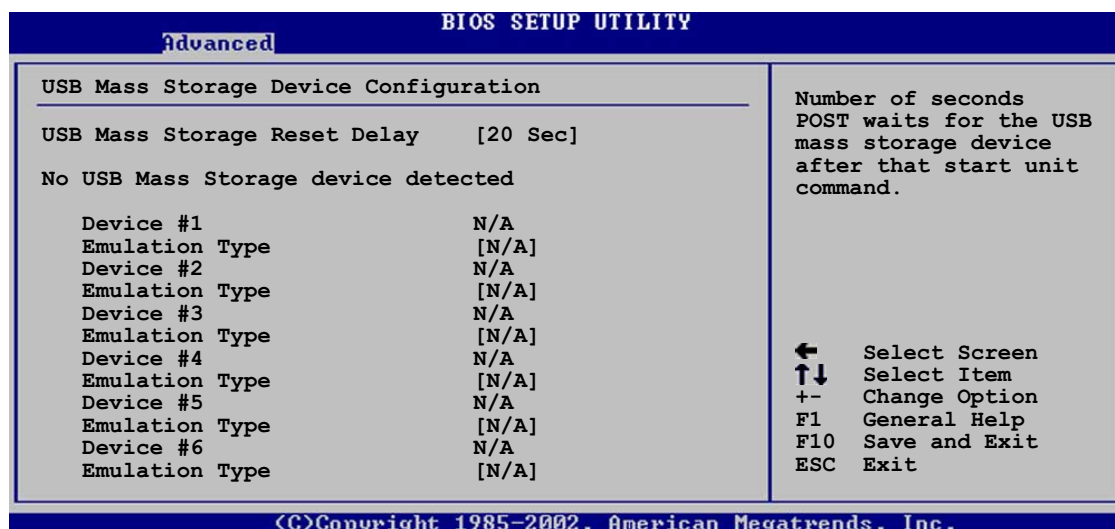 BIOS SETUP UTILITY
Advanced
USB Mass Storage Device Configuration
USB Mass Storage Reset Delay [20 Sec]
No USB Mass Storage device detected
Device #1 N/A
Emulation Type [N/A]
Device #2 N/A
Emulation Type [N/A]
Device #3 N/A
Emulation Type [N/A]
Device #4 N/A
Emulation Type [N/A]
Device #5 N/A
Emulation Type [N/A]
Device #6 N/A
Emulation Type [N/A]
Number of seconds
POST waits for the USB
mass storage device
after that start unit
command.
← Select Screen
↑↓ Select Item
+- Change Option
F1 General Help
F10 Save and Exit
ESC Exit
(C)Copyright 1985-2002, American Megatrends, Inc.